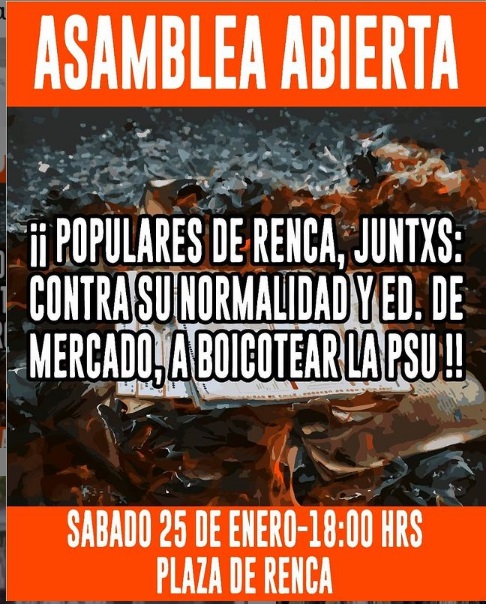 ASAMBLEA ABIERTA
¡¡ POPULARES DE RENCA, JUNTXS:
CONTRA SU NORMALIDAD Y ED. DE
MERCADO, A BOICOTEAR LA PSU !!
SABADO 25 DE ENERO-18:00 HRS
PLAZA DE RENCA